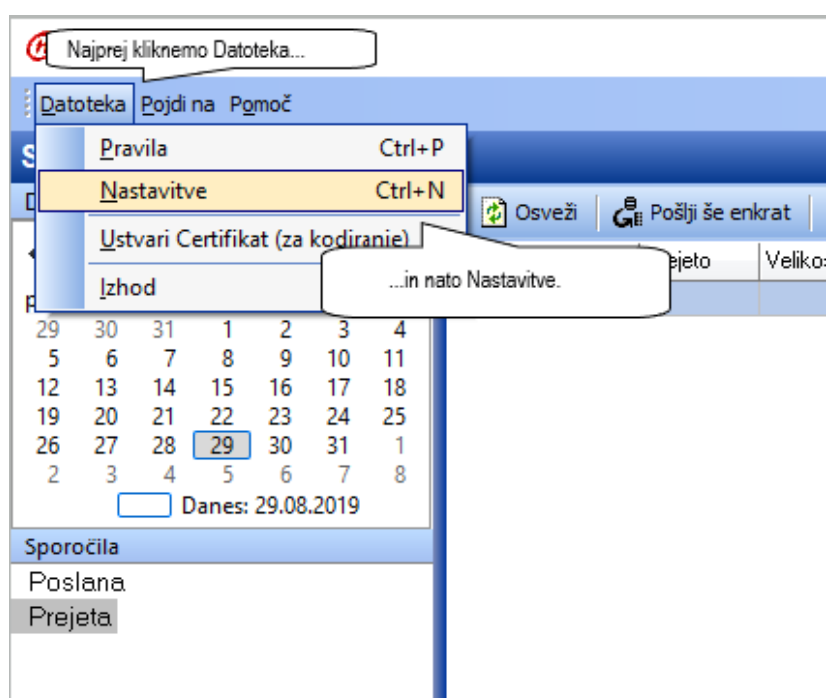 Najprej kliknemo Datoteka...
Datoteka Pojdi na Pomoč
Pravila Ctrl+P
Nastavitve Ctrl+N
Ustvari Certifikat (za kodiranje)
Izhod
...in nato Nastavitve.
Osveži Pošlji še enkrat
29 30 31 1 2 3 4
5 6 7 8 9 10 11
12 13 14 15 16 17 18
19 20 21 22 23 24 25
26 27 28 29 30 31 1
2 3 4 5 6 7 8
Danes: 29.08.2019
Sporočila
Poslana
Prejeta